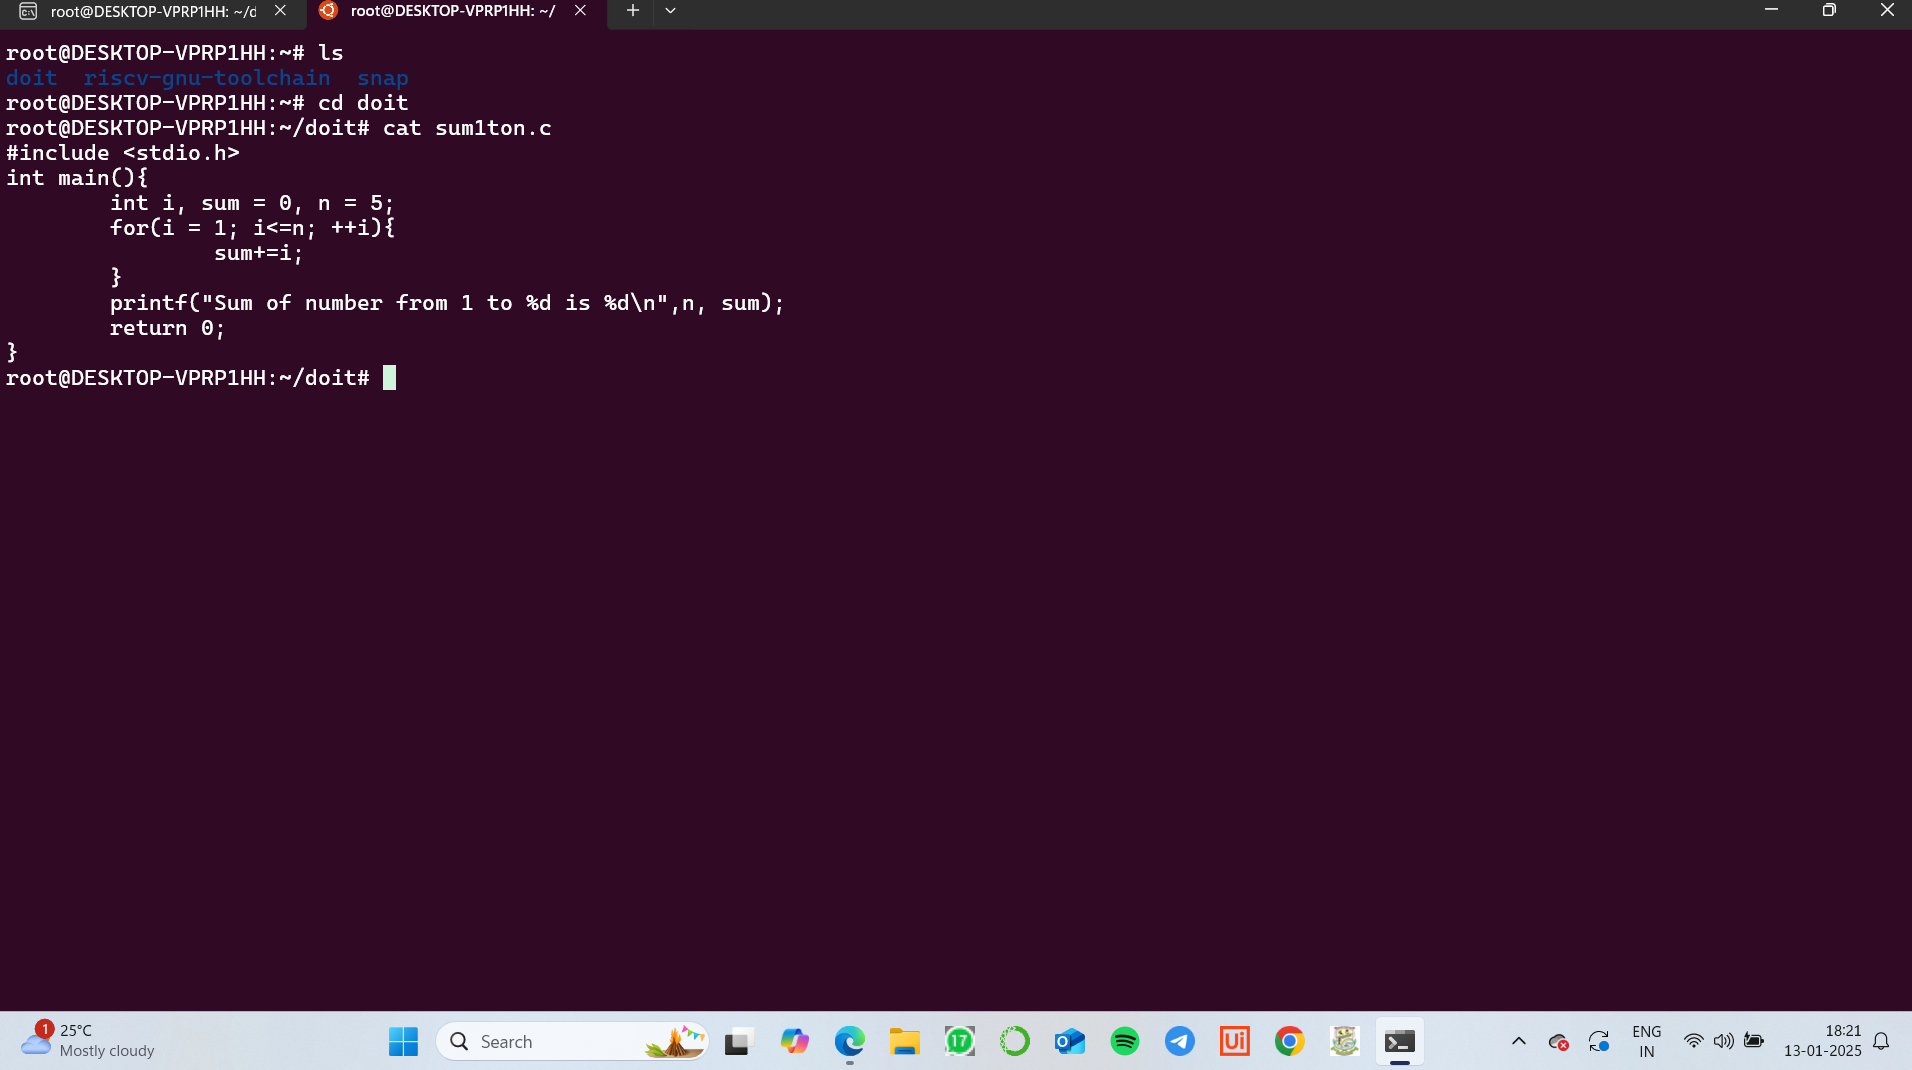 root@DESKTOP-VPRP1HH: ~/d
root@DESKTOP-VPRP1HH: ~/
root@DESKTOP-VPRP1HH:~# ls
doit  riscv-gnu-toolchain  snap
root@DESKTOP-VPRP1HH:~# cd doit
root@DESKTOP-VPRP1HH:~/doit# cat sum1ton.c
#include <stdio.h>
int main(){
        int i, sum = 0, n = 5;
        for(i = 1; i<=n; ++i){
                sum+=i;
        }
        printf("Sum of number from 1 to %d is %d\n",n, sum);
        return 0;
}
root@DESKTOP-VPRP1HH:~/doit#
1
25°C
Mostly cloudy
Search
17
Ui
ENG
IN
18:21
13-01-2025